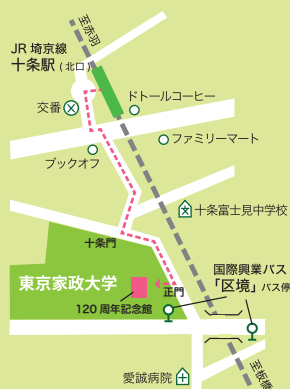 至赤羽
JR 埼京線
十条駅 (北口)
ドトールコーヒー
交番
ファミリーマート
ブックオフ
十条富士見中学校
十条門
国際興業バス
「区境」バス停
東京家政大学
正門
120周年記念館
愛誠病院
至板橋